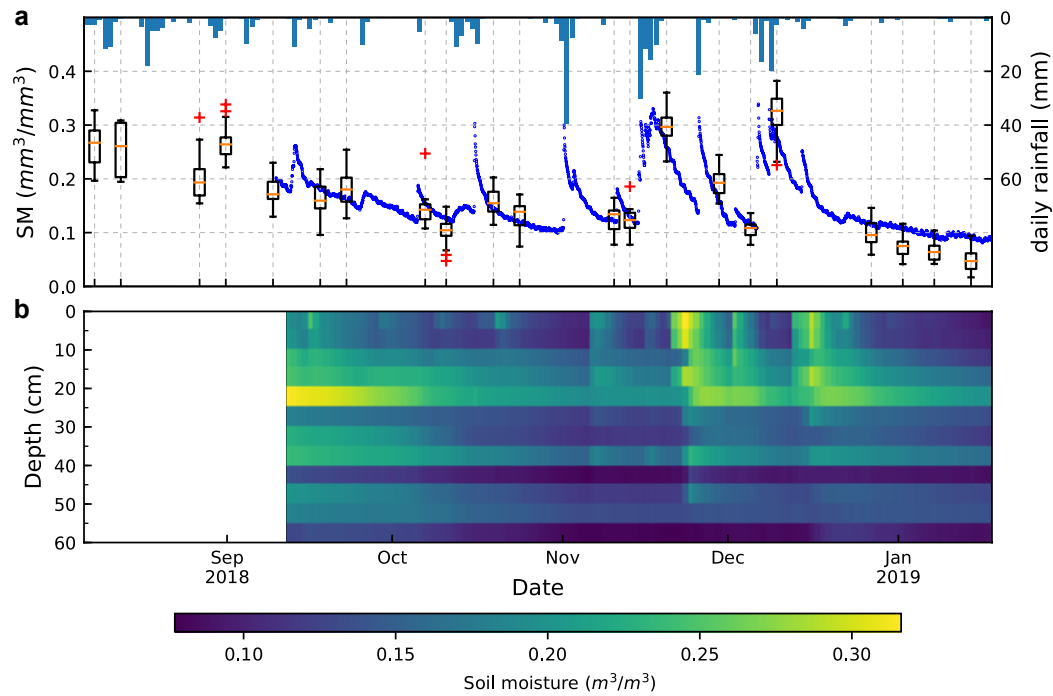 a
0.4
0.3
0.2
0.1
0.0
SM (mm³/mm³)
0
20
40
60
daily rainfall (mm)
b
0
10
20
30
40
50
60
Depth (cm)
Sep
2018
Oct
Nov
Dec
Jan
2019
Date
0.10
0.15
0.20
0.25
0.30
Soil moisture (m³/m³)